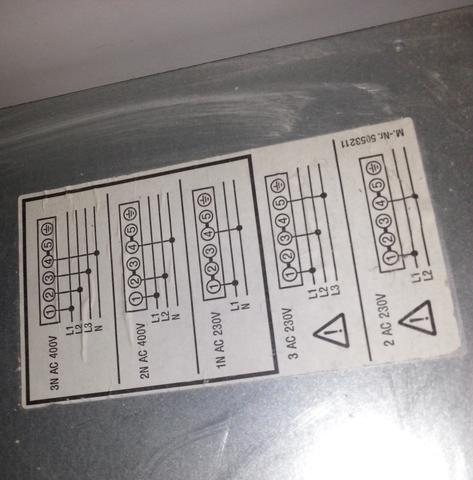 3N AC 400V
1 2 3 4 5
L1
L2
L3
N
2N AC 400V
1 2 3 4 5
L1
L2
N
1N AC 230V
1 2 3 4 5
L1
N
3 AC 230V
1 2 3 4 5
L1
L2
L3
2 AC 230V
1 2 3 4 5
L1
L2
M.-Nr. 5053211